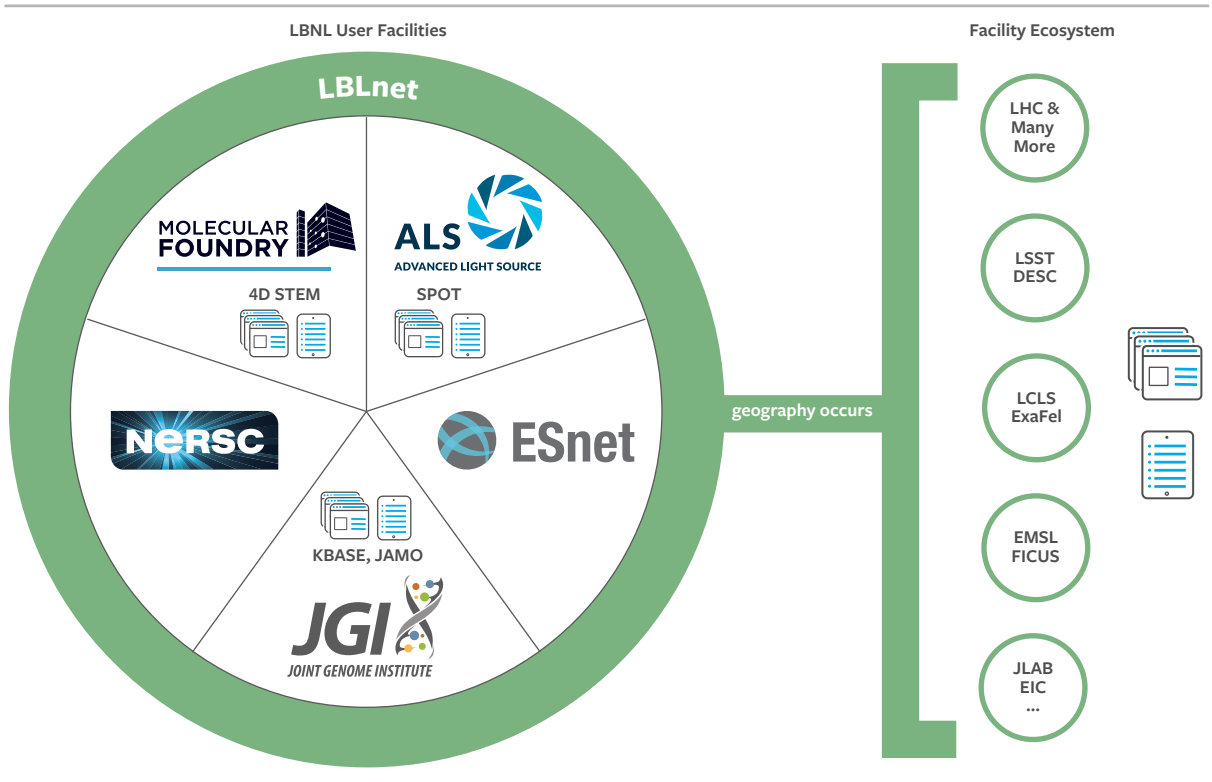 LBNL User Facilities
LBLnet
MOLECULAR
FOUNDRY
4D STEM
ALS
ADVANCED LIGHT SOURCE
SPOT
NERSC
ESnet
KBASE, JAMO
JGI
JOINT GENOME INSTITUTE
geography occurs
Facility Ecosystem
LHC &
Many
More
LSST
DESC
LCLS
ExaFel
EMSL
FICUS
JLAB
EIC
...